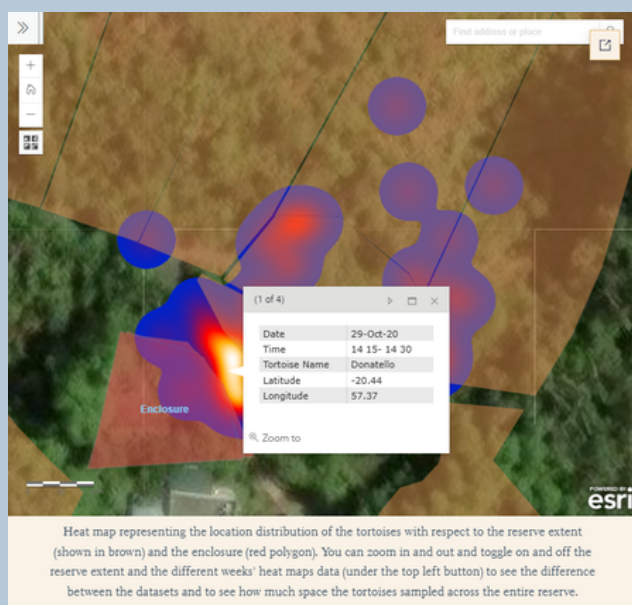 Find address or place
(1 of 4)
Date 29-Oct-20
Time 14 15- 14 30
Tortoise Name Donatello
Latitude -20.44
Longitude 57.37
Enclosure
Zoom to
POWERED BY
esri
Heat map representing the location distribution of the tortoises with respect to the reserve extent
(shown in brown) and the enclosure (red polygon). You can zoom in and out and toggle on and off the
reserve extent and the different weeks' heat maps data (under the top left button) to see the difference
between the datasets and to see how much space the tortoises sampled across the entire reserve.